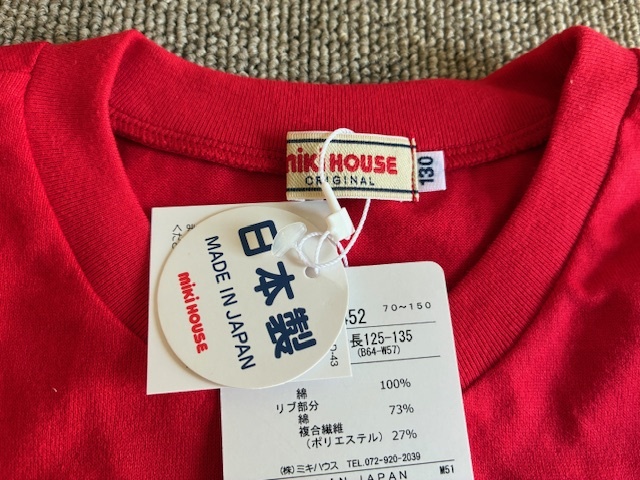 miki HOUSE
ORIGINAL
130
日本製
MADE IN JAPAN
miki HOUSE
452
70~150
長125-135
(B64-W57)
綿 100%
リブ部分
綿 73%
複合繊維
(ポリエステル) 27%
(株)ミキハウス TEL.072-920-2039
JAPAN
M51